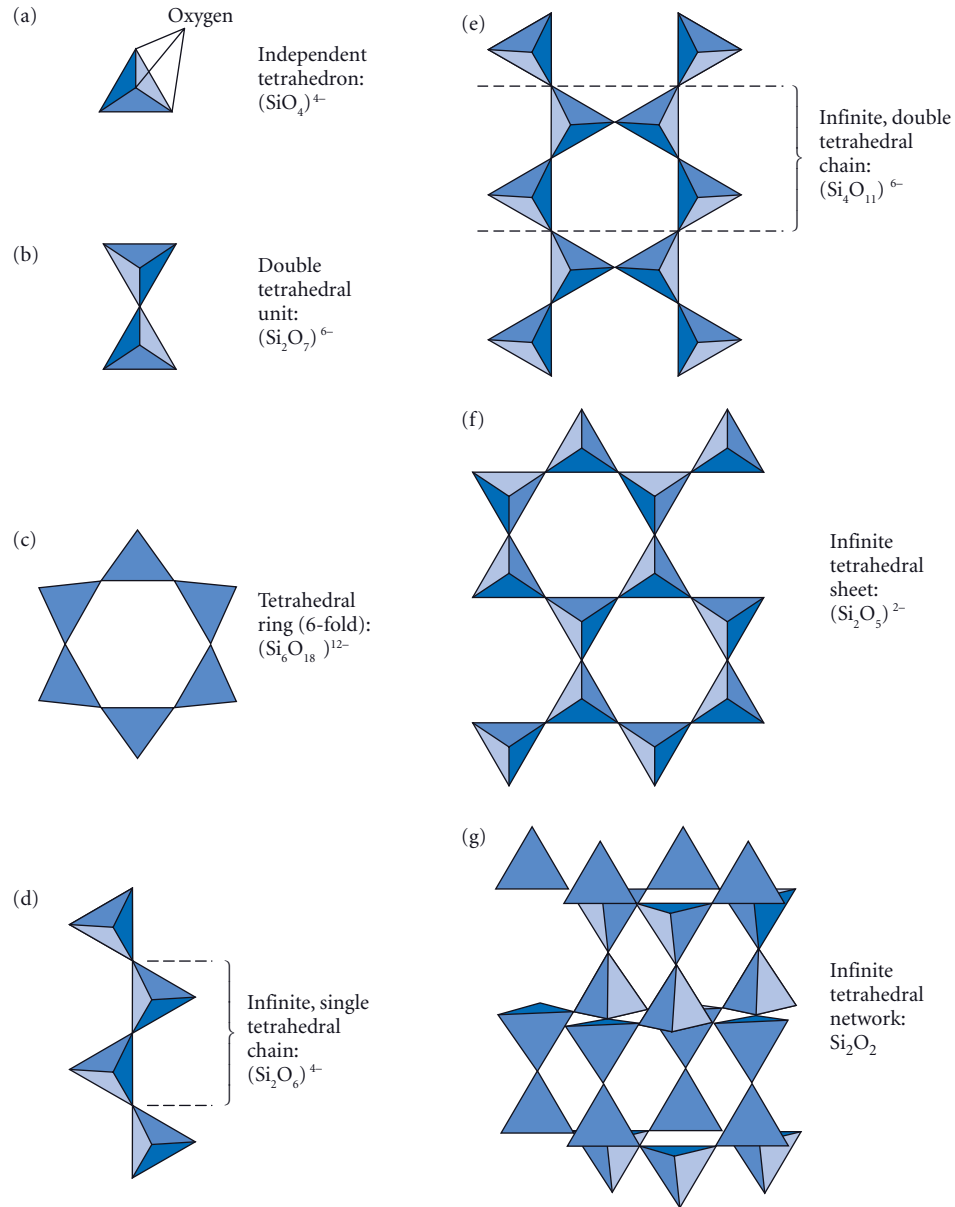 (a)
Oxygen
Independent
tetrahedron:
(SiO₄)⁴⁻
(b)
Double
tetrahedral
unit:
(Si₂O₇)⁶⁻
(c)
Tetrahedral
ring (6-fold):
(Si₆O₁₈ )¹²⁻
(d)
Infinite, single
tetrahedral
chain:
(Si₂O₆)⁴⁻
(e)
Infinite, double
tetrahedral
chain:
(Si₄O₁₁)⁶⁻
(f)
Infinite
tetrahedral
sheet:
(Si₂O₅)²⁻
(g)
Infinite
tetrahedral
network:
Si₂O₂